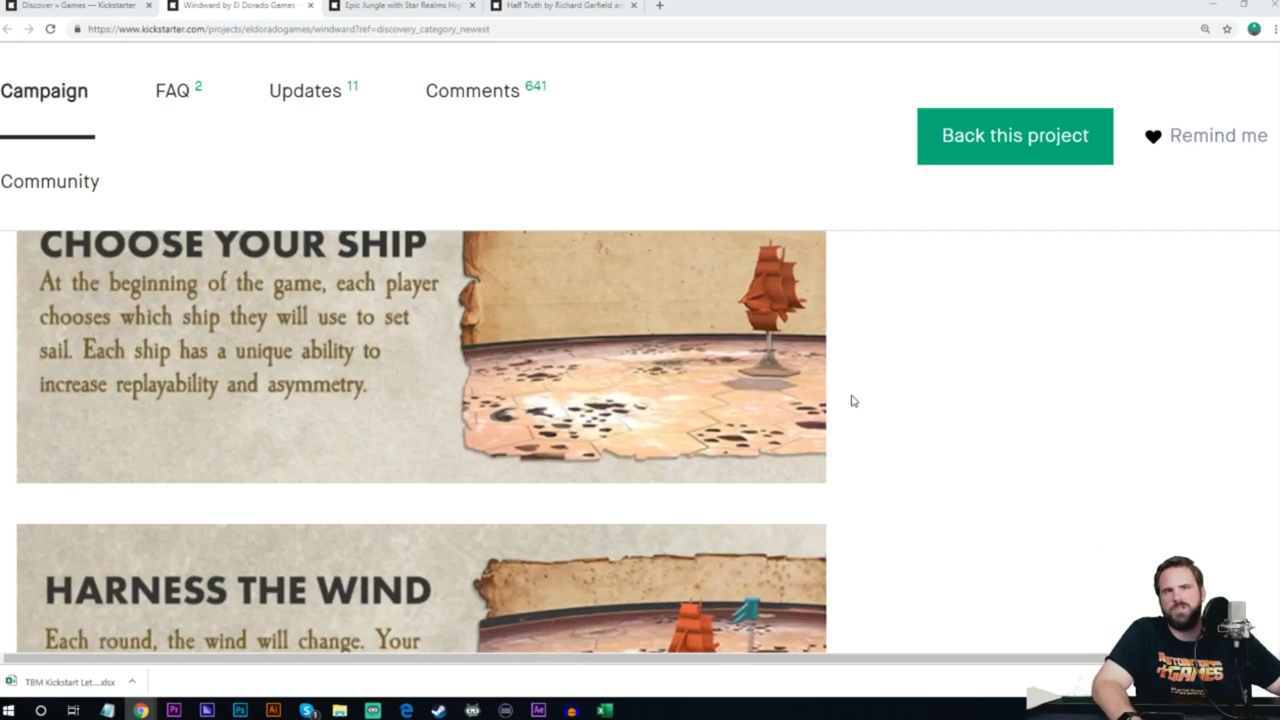 Discover » Games — Kickstarter
Windward by El Dorado Games -
Epic Jungle with Star Realms Hig
Half Truth by Richard Garfield an
https://www.kickstarter.com/projects/eldoradogames/windward?ref=discovery_category_newest
Campaign
FAQ 2
Updates 11
Comments 641
Back this project
Remind me
Community
CHOOSE YOUR SHIP
At the beginning of the game, each player
chooses which ship they will use to set
sail. Each ship has a unique ability to
increase replayability and asymmetry.
HARNESS THE WIND
Each round, the wind will change. Your
TBM Kickstart Let....xlsx
+GAMES